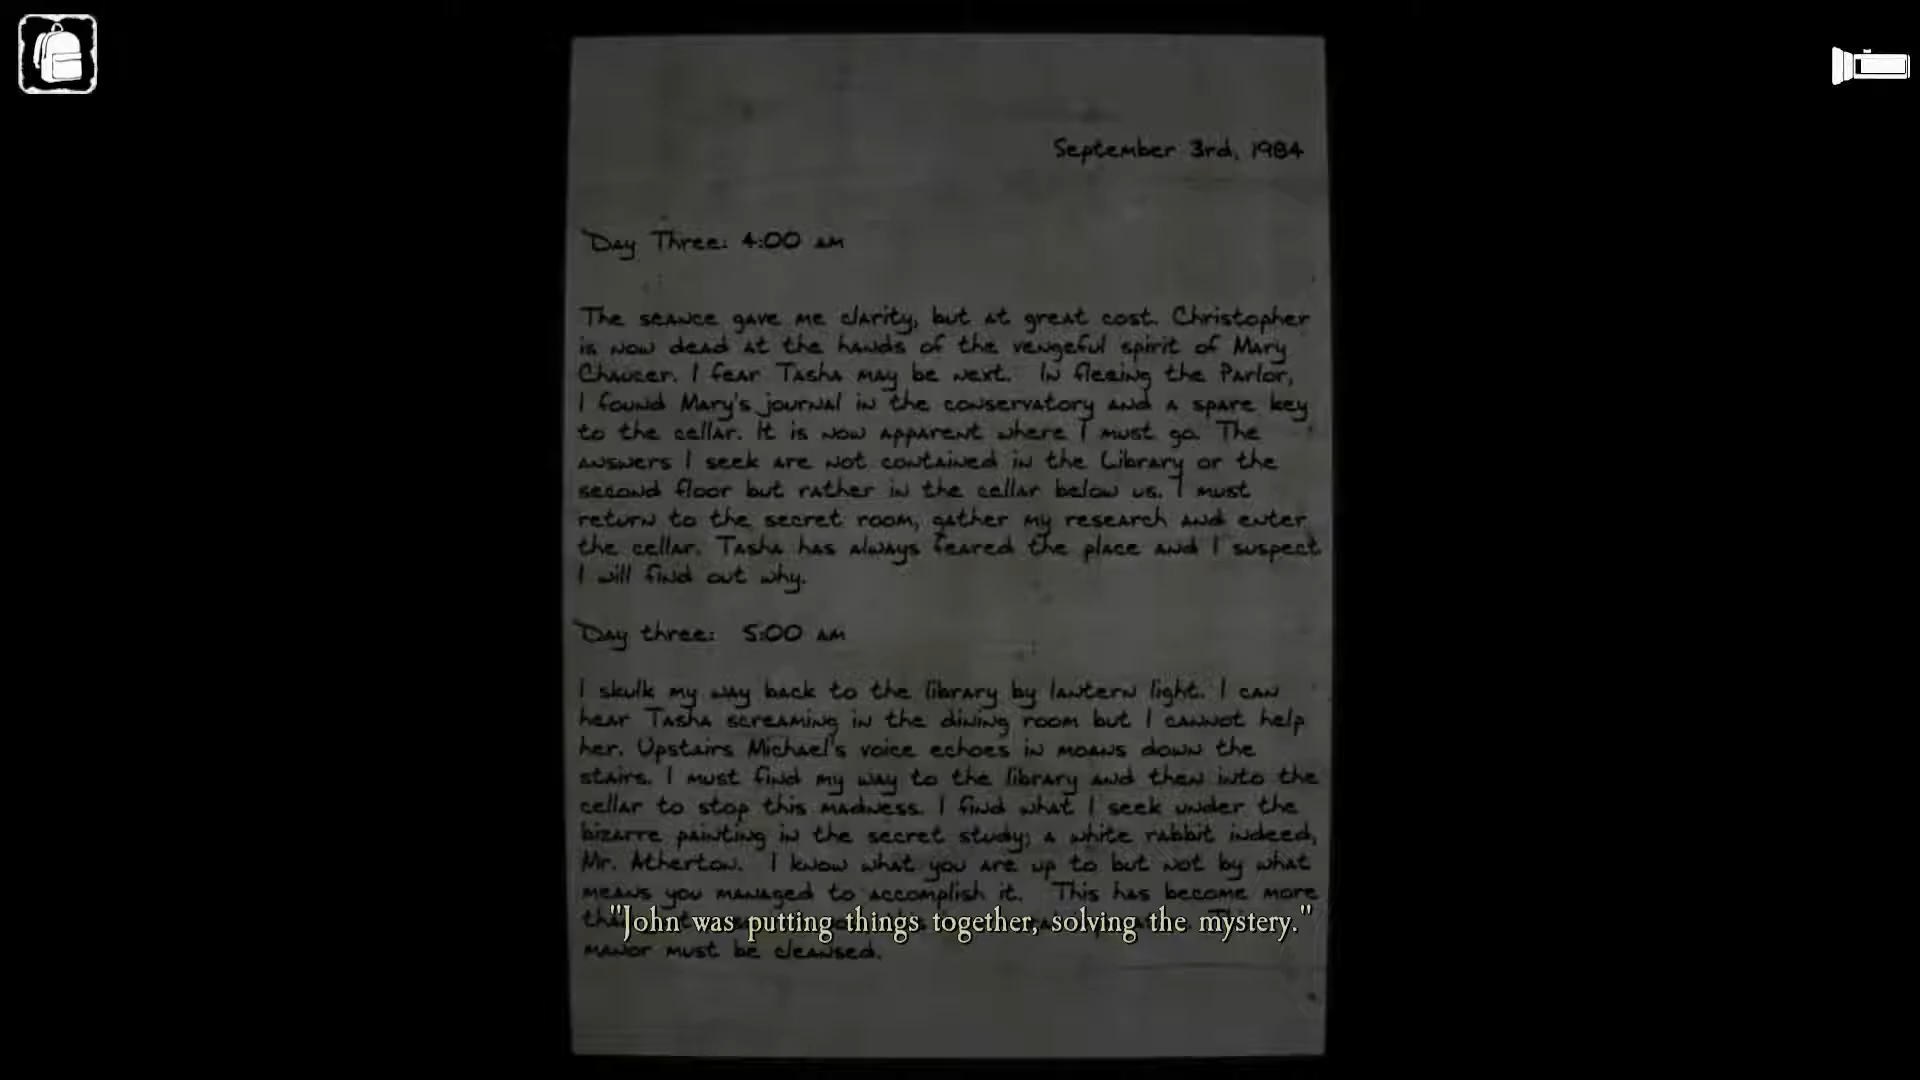 September 3rd, 1984
Day Three: 4:00 am
The seance gave me clarity, but at great cost. Christopher
is now dead at the hands of the vengeful spirit of Mary
Chaucer. I fear Tasha may be next. In fleeing the Parlor,
I found Mary's journal in the conservatory and a spare key
to the cellar. It is now apparent where I must go. The
answers I seek are not contained in the Library or the
second floor but rather in the cellar below us. I must
return to the secret room, gather my research and enter
the cellar. Tasha has always feared the place and I suspect
I will find out why.
Day three: 5:00 am
I skulk my way back to the library by lantern light. I can
hear Tasha screaming in the dining room but I cannot help
her. Upstairs Michael's voice echoes in moans down the
stairs. I must find my way to the library and then into the
cellar to stop this madness. I find what I seek under the
bizarre painting in the secret study; a white rabbit indeed,
Mr. Atherton. I know what you are up to but not by what
means you managed to accomplish it. This has become more
"John was putting things together, solving the mystery."
manor must be cleansed.